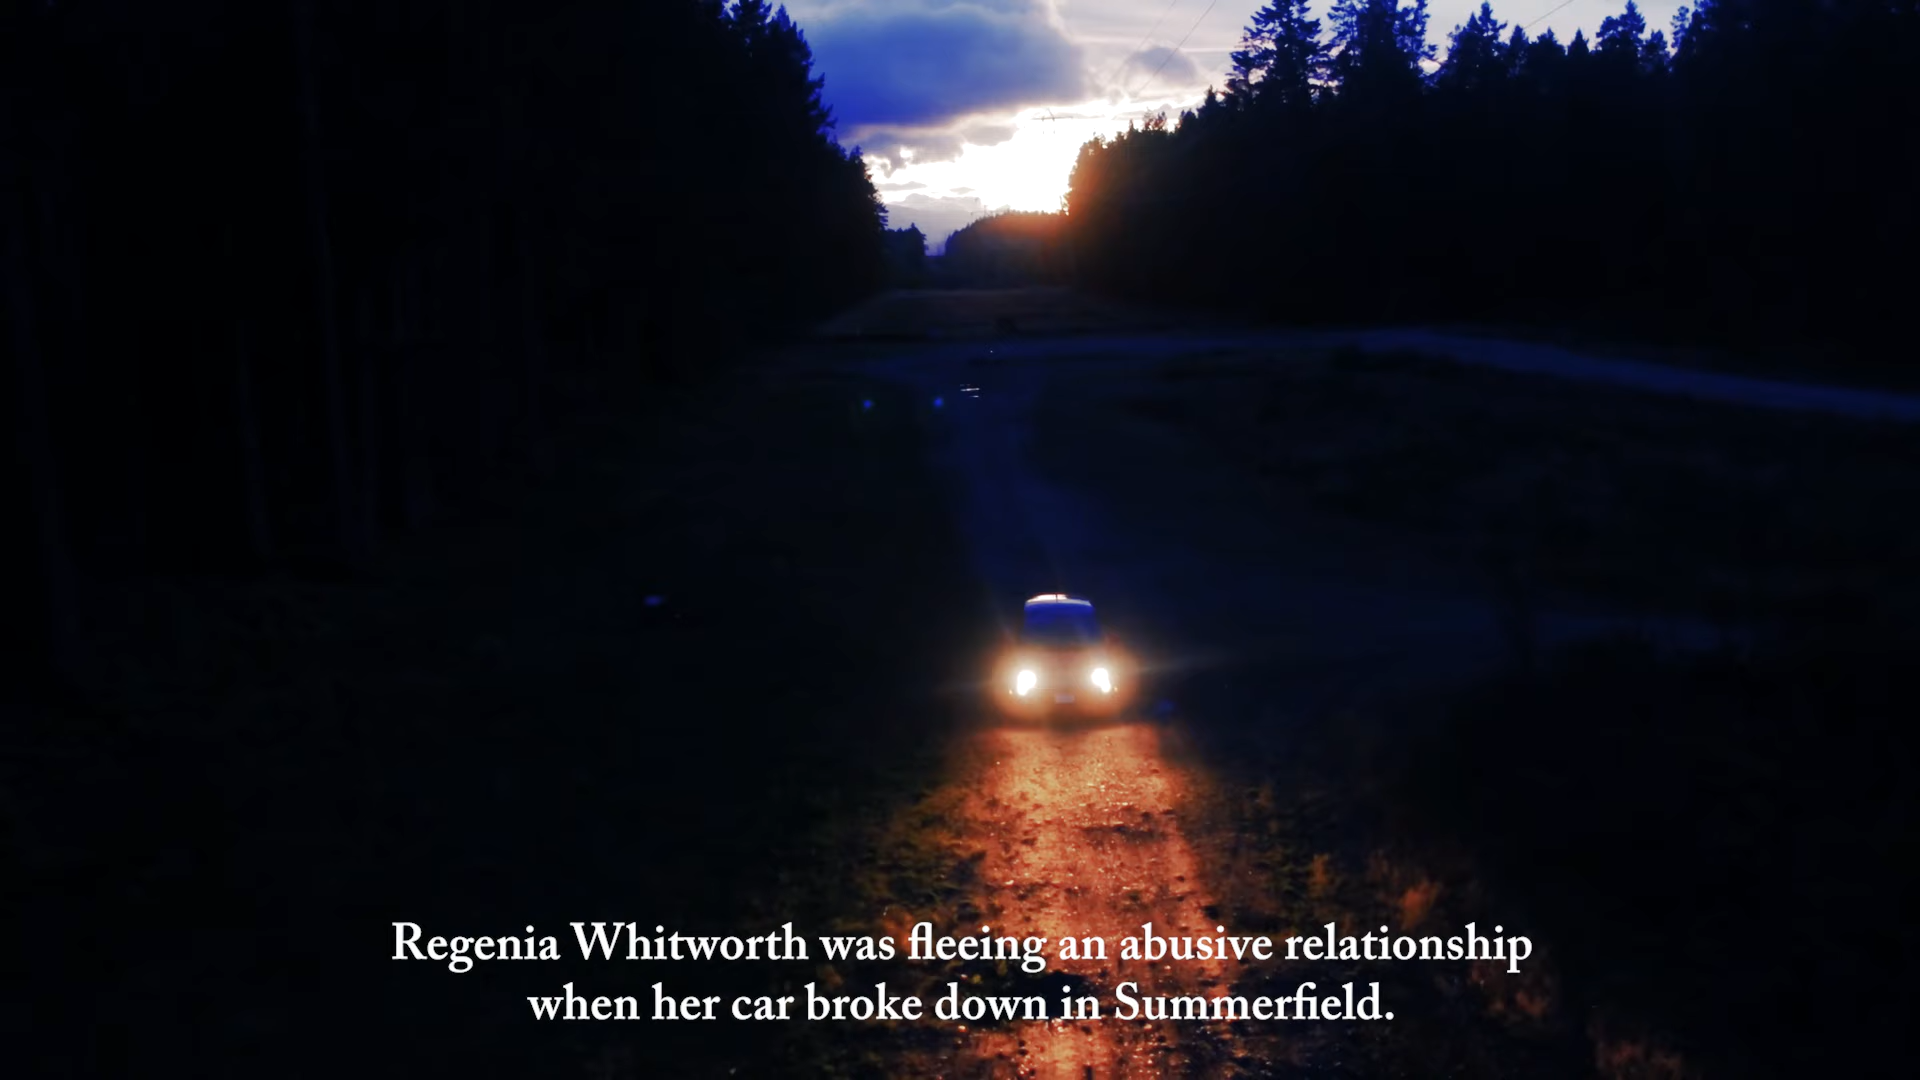 Regenia Whitworth was fleeing an abusive relationship
when her car broke down in Summerfield.